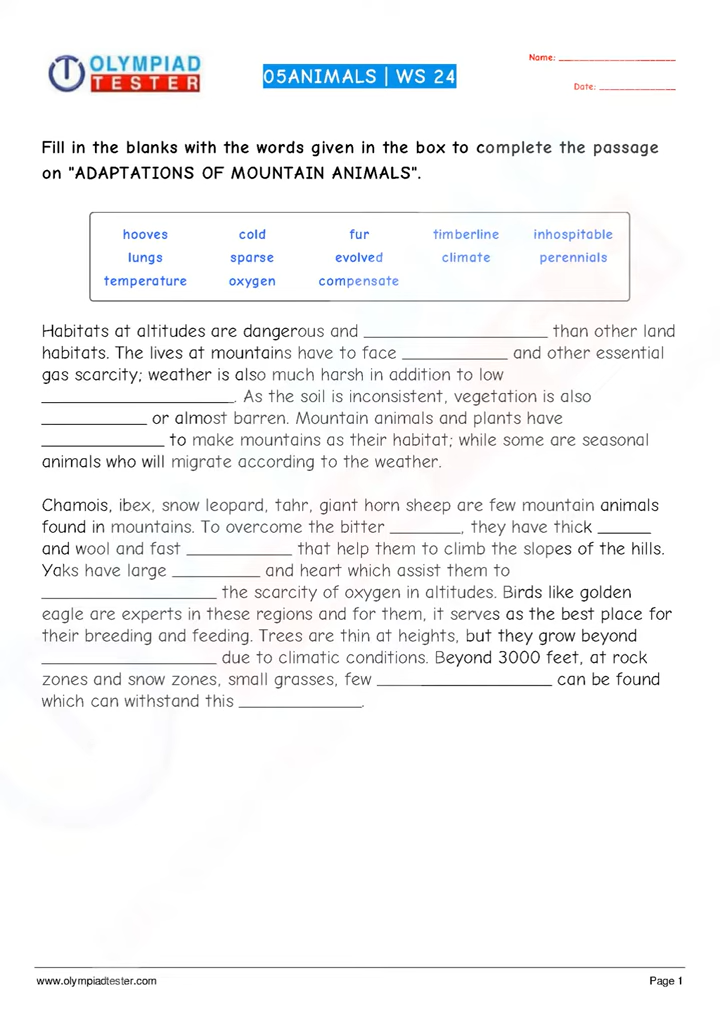 OLYMPIAD
TESTER
05ANIMALS | WS 24
Name: ____________________
Date: ______________
Fill in the blanks with the words given in the box to complete the passage
on "ADAPTATIONS OF MOUNTAIN ANIMALS".
hooves cold fur timberline inhospitable
lungs sparse evolved climate perennials
temperature oxygen compensate
Habitats at altitudes are dangerous and _____________________ than other land
habitats. The lives at mountains have to face ____________ and other essential
gas scarcity; weather is also much harsh in addition to low
______________________. As the soil is inconsistent, vegetation is also
____________ or almost barren. Mountain animals and plants have
______________ to make mountains as their habitat; while some are seasonal
animals who will migrate according to the weather.
Chamois, ibex, snow leopard, tahr, giant horn sheep are few mountain animals
found in mountains. To overcome the bitter ________, they have thick ______
and wool and fast ____________ that help them to climb the slopes of the hills.
Yaks have large __________ and heart which assist them to
____________________ the scarcity of oxygen in altitudes. Birds like golden
eagle are experts in these regions and for them, it serves as the best place for
their breeding and feeding. Trees are thin at heights, but they grow beyond
____________________ due to climatic conditions. Beyond 3000 feet, at rock
zones and snow zones, small grasses, few ____________________ can be found
which can withstand this ______________.
www.olympiadtester.com
Page 1